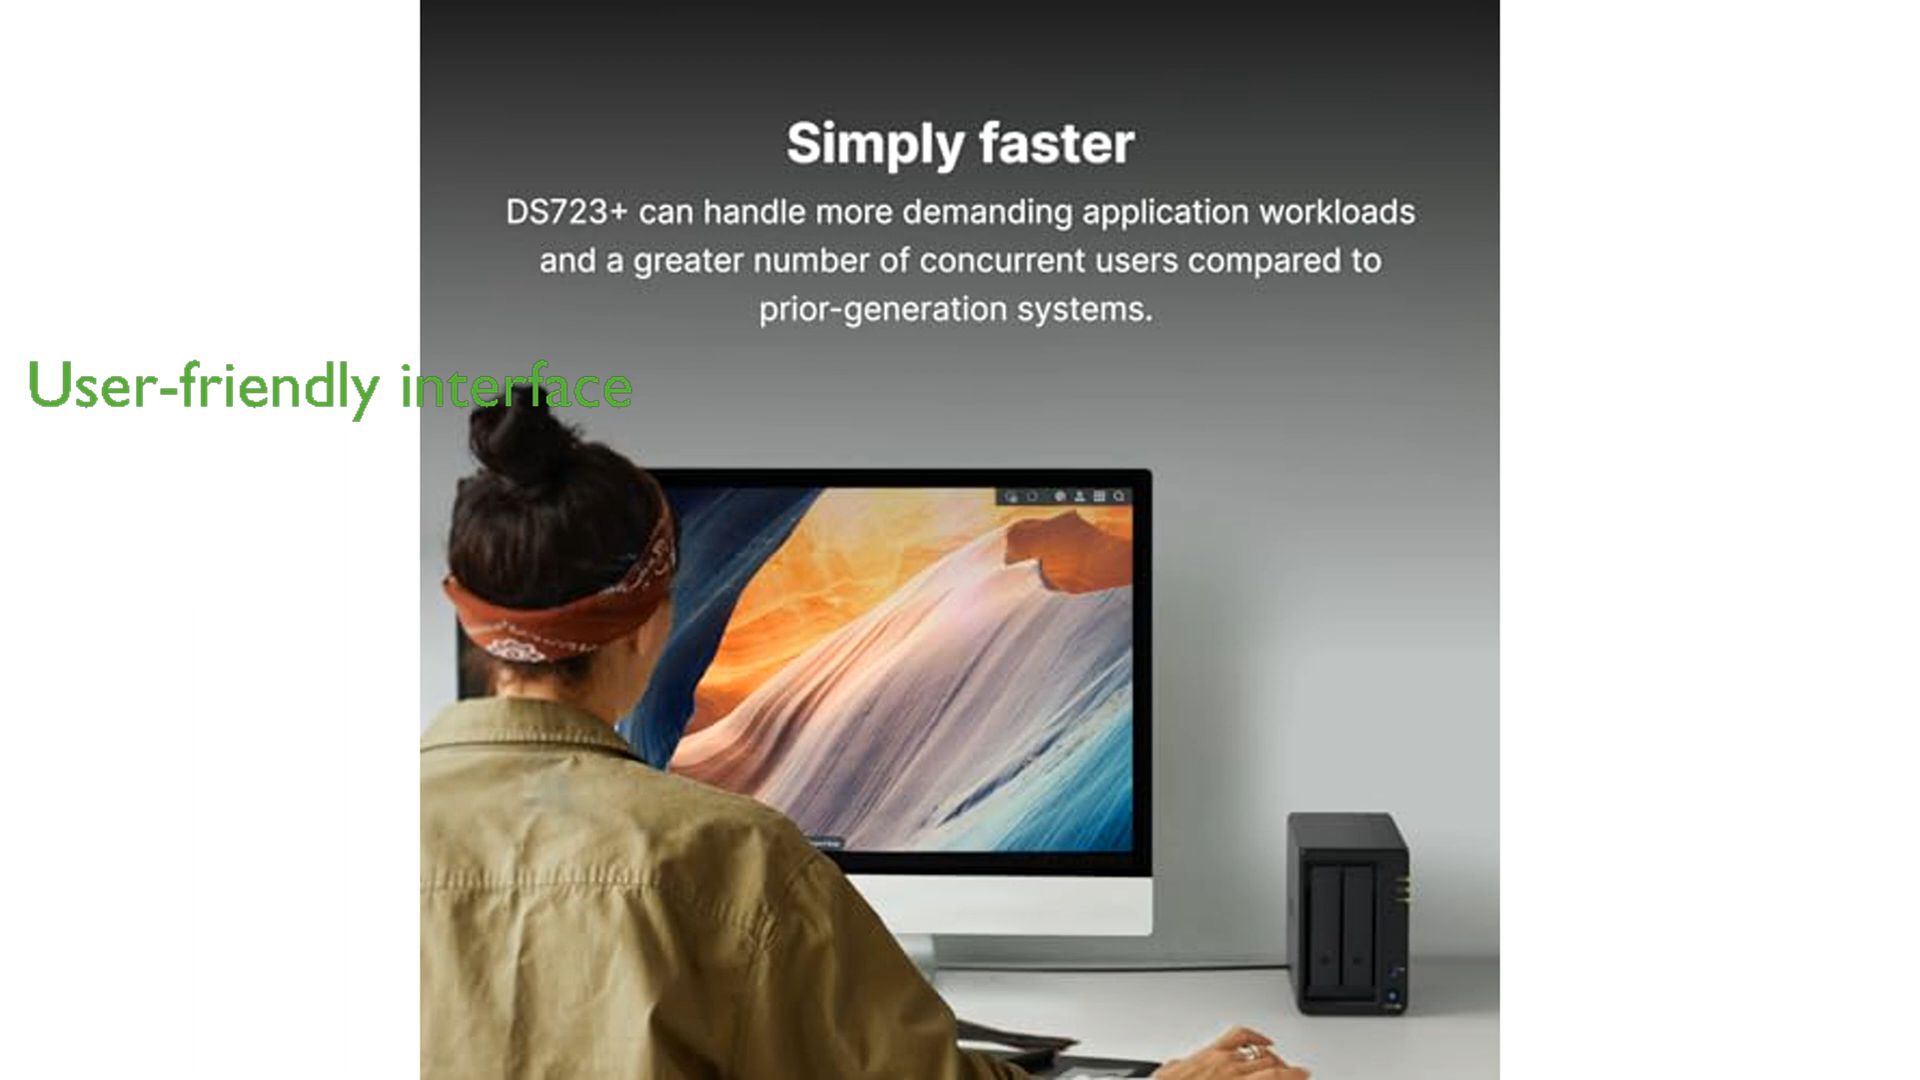 Simply faster
DS723+ can handle more demanding application workloads
and a greater number of concurrent users compared to
prior-generation systems.
User-friendly interface